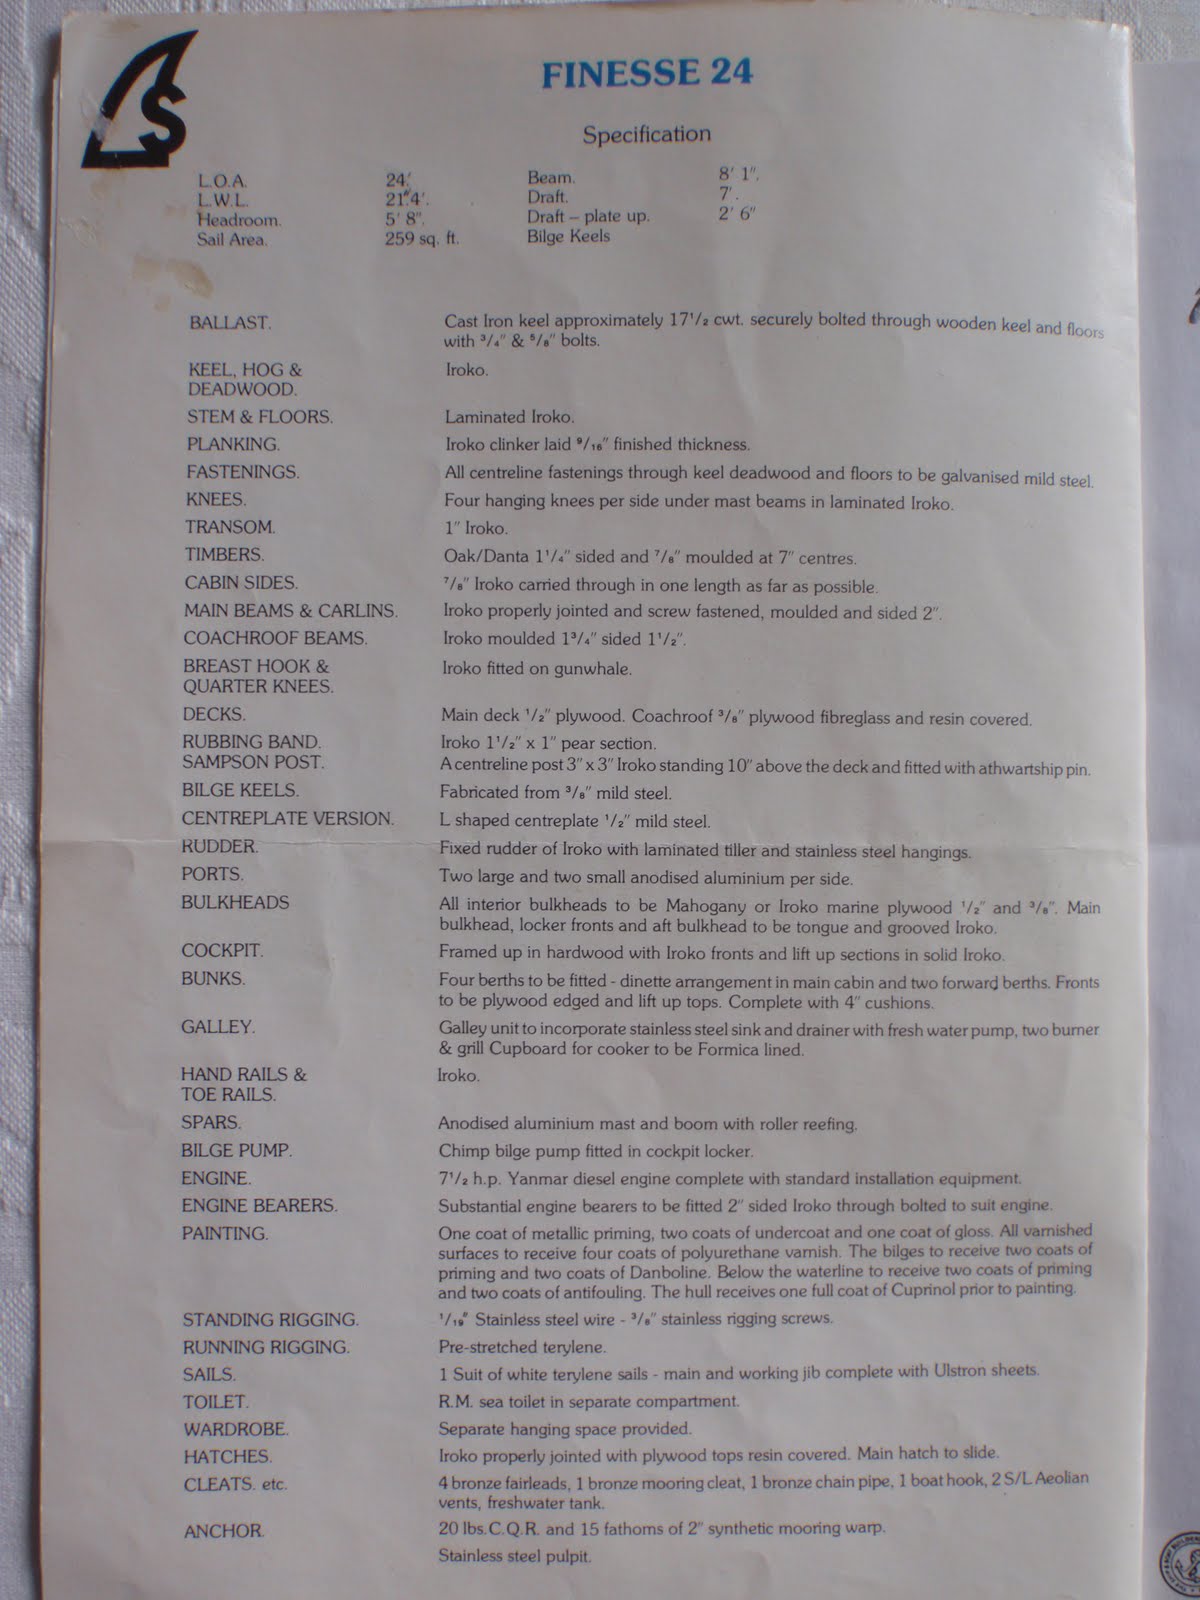 S
FINESSE 24
Specification
L.O.A. 24'. Beam. 8' 1".
L.W.L. 21"4'. Draft. 7'.
Headroom. 5' 8". Draft – plate up. 2' 6"
Sail Area. 259 sq. ft. Bilge Keels
BALLAST. Cast Iron keel approximately 17 1/2 cwt. securely bolted through wooden keel and floors
with 3/4" & 5/8" bolts.
KEEL, HOG & Iroko.
DEADWOOD.
STEM & FLOORS. Laminated Iroko.
PLANKING. Iroko clinker laid 9/16" finished thickness.
FASTENINGS. All centreline fastenings through keel deadwood and floors to be galvanised mild steel.
KNEES. Four hanging knees per side under mast beams in laminated Iroko.
TRANSOM. 1" Iroko.
TIMBERS. Oak/Danta 1 1/4" sided and 7/8" moulded at 7" centres.
CABIN SIDES. 7/8" Iroko carried through in one length as far as possible.
MAIN BEAMS & CARLINS. Iroko properly jointed and screw fastened, moulded and sided 2".
COACHROOF BEAMS. Iroko moulded 1 3/4" sided 1 1/2".
BREAST HOOK & Iroko fitted on gunwhale.
QUARTER KNEES.
DECKS. Main deck 1/2" plywood. Coachroof 3/8" plywood fibreglass and resin covered.
RUBBING BAND. Iroko 1 1/2" x 1" pear section.
SAMPSON POST. A centreline post 3" x 3" Iroko standing 10" above the deck and fitted with athwartship pin.
BILGE KEELS. Fabricated from 3/8" mild steel.
CENTREPLATE VERSION. L shaped centreplate 1/2" mild steel.
RUDDER. Fixed rudder of Iroko with laminated tiller and stainless steel hangings.
PORTS. Two large and two small anodised aluminium per side.
BULKHEADS All interior bulkheads to be Mahogany or Iroko marine plywood 1/2" and 3/8". Main
bulkhead, locker fronts and aft bulkhead to be tongue and grooved Iroko.
COCKPIT. Framed up in hardwood with Iroko fronts and lift up sections in solid Iroko.
BUNKS. Four berths to be fitted - dinette arrangement in main cabin and two forward berths. Fronts
to be plywood edged and lift up tops. Complete with 4" cushions.
GALLEY. Galley unit to incorporate stainless steel sink and drainer with fresh water pump, two burner
& grill Cupboard for cooker to be Formica lined.
HAND RAILS & Iroko.
TOE RAILS.
SPARS. Anodised aluminium mast and boom with roller reefing.
BILGE PUMP. Chimp bilge pump fitted in cockpit locker.
ENGINE. 7 1/2 h.p. Yanmar diesel engine complete with standard installation equipment.
ENGINE BEARERS. Substantial engine bearers to be fitted 2" sided Iroko through bolted to suit engine.
PAINTING. One coat of metallic priming, two coats of undercoat and one coat of gloss. All varnished
surfaces to receive four coats of polyurethane varnish. The bilges to receive two coats of
priming and two coats of Danboline. Below the waterline to receive two coats of priming
and two coats of antifouling. The hull receives one full coat of Cuprinol prior to painting.
STANDING RIGGING. Stainless steel wire - 3/8" stainless rigging screws.
RUNNING RIGGING. Pre-stretched terylene.
SAILS. 1 Suit of white terylene sails - main and working jib complete with Ulstron sheets.
TOILET. R.M. sea toilet in separate compartment.
WARDROBE. Separate hanging space provided.
HATCHES. Iroko properly jointed with plywood tops resin covered. Main hatch to slide.
CLEATS. etc. 4 bronze fairleads, 1 bronze mooring cleat, 1 bronze chain pipe, 1 boat hook, 2 S/L Aeolian
vents, freshwater tank.
ANCHOR. 20 lbs. C.Q.R. and 15 fathoms of 2" synthetic mooring warp.
Stainless steel pulpit.